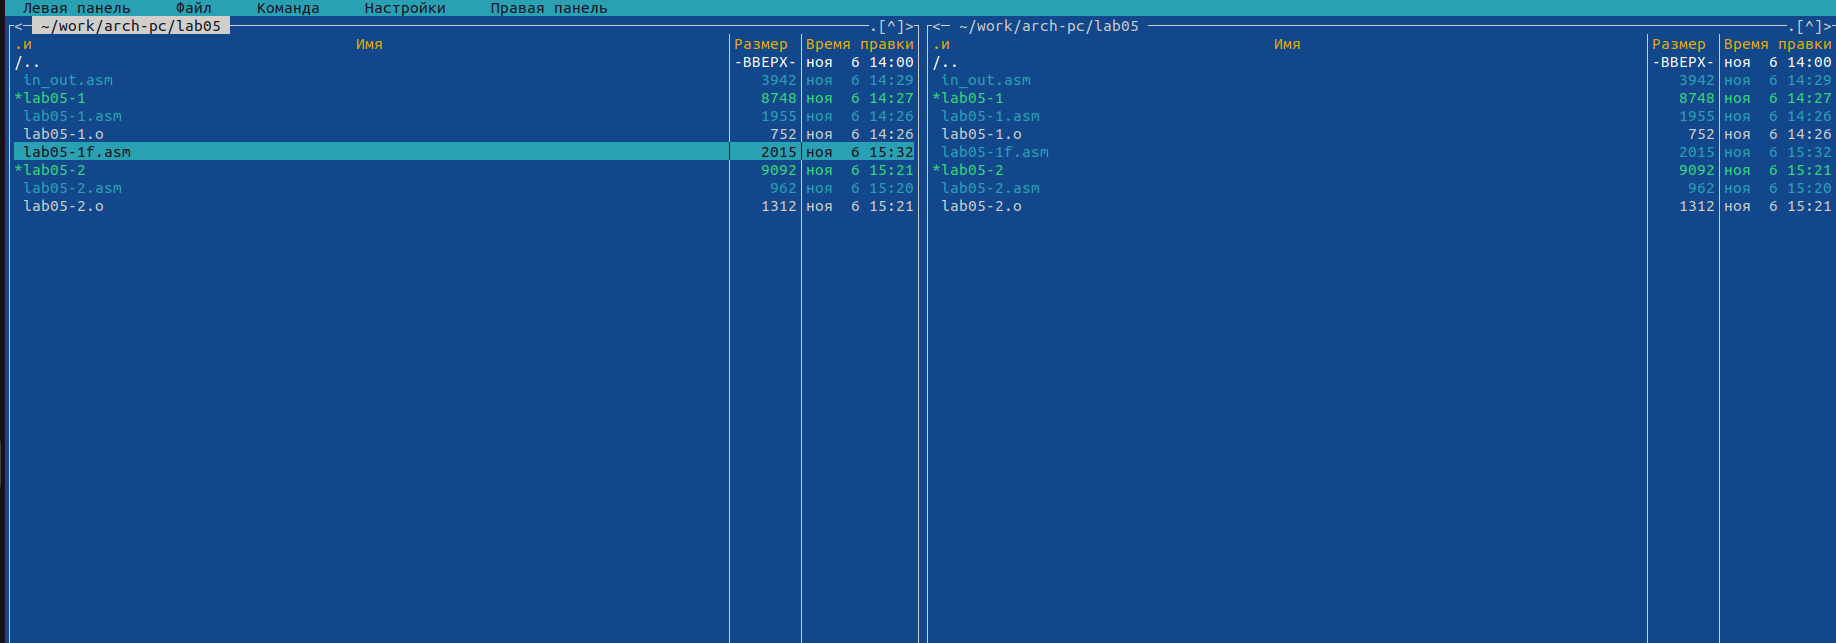 Левая панель Файл Команда Настройки Правая панель
<─ ~/work/arch-pc/lab05 .[^]>
.и Имя Размер Время правки
/.. -ВВЕРХ- ноя 6 14:00
in_out.asm 3942 ноя 6 14:29
*lab05-1 8748 ноя 6 14:27
lab05-1.asm 1955 ноя 6 14:26
lab05-1.o 752 ноя 6 14:26
lab05-1f.asm 2015 ноя 6 15:32
*lab05-2 9092 ноя 6 15:21
lab05-2.asm 962 ноя 6 15:20
lab05-2.o 1312 ноя 6 15:21
<─ ~/work/arch-pc/lab05 .[^]>
.и Имя Размер Время правки
/.. -ВВЕРХ- ноя 6 14:00
in_out.asm 3942 ноя 6 14:29
*lab05-1 8748 ноя 6 14:27
lab05-1.asm 1955 ноя 6 14:26
lab05-1.o 752 ноя 6 14:26
lab05-1f.asm 2015 ноя 6 15:32
*lab05-2 9092 ноя 6 15:21
lab05-2.asm 962 ноя 6 15:20
lab05-2.o 1312 ноя 6 15:21